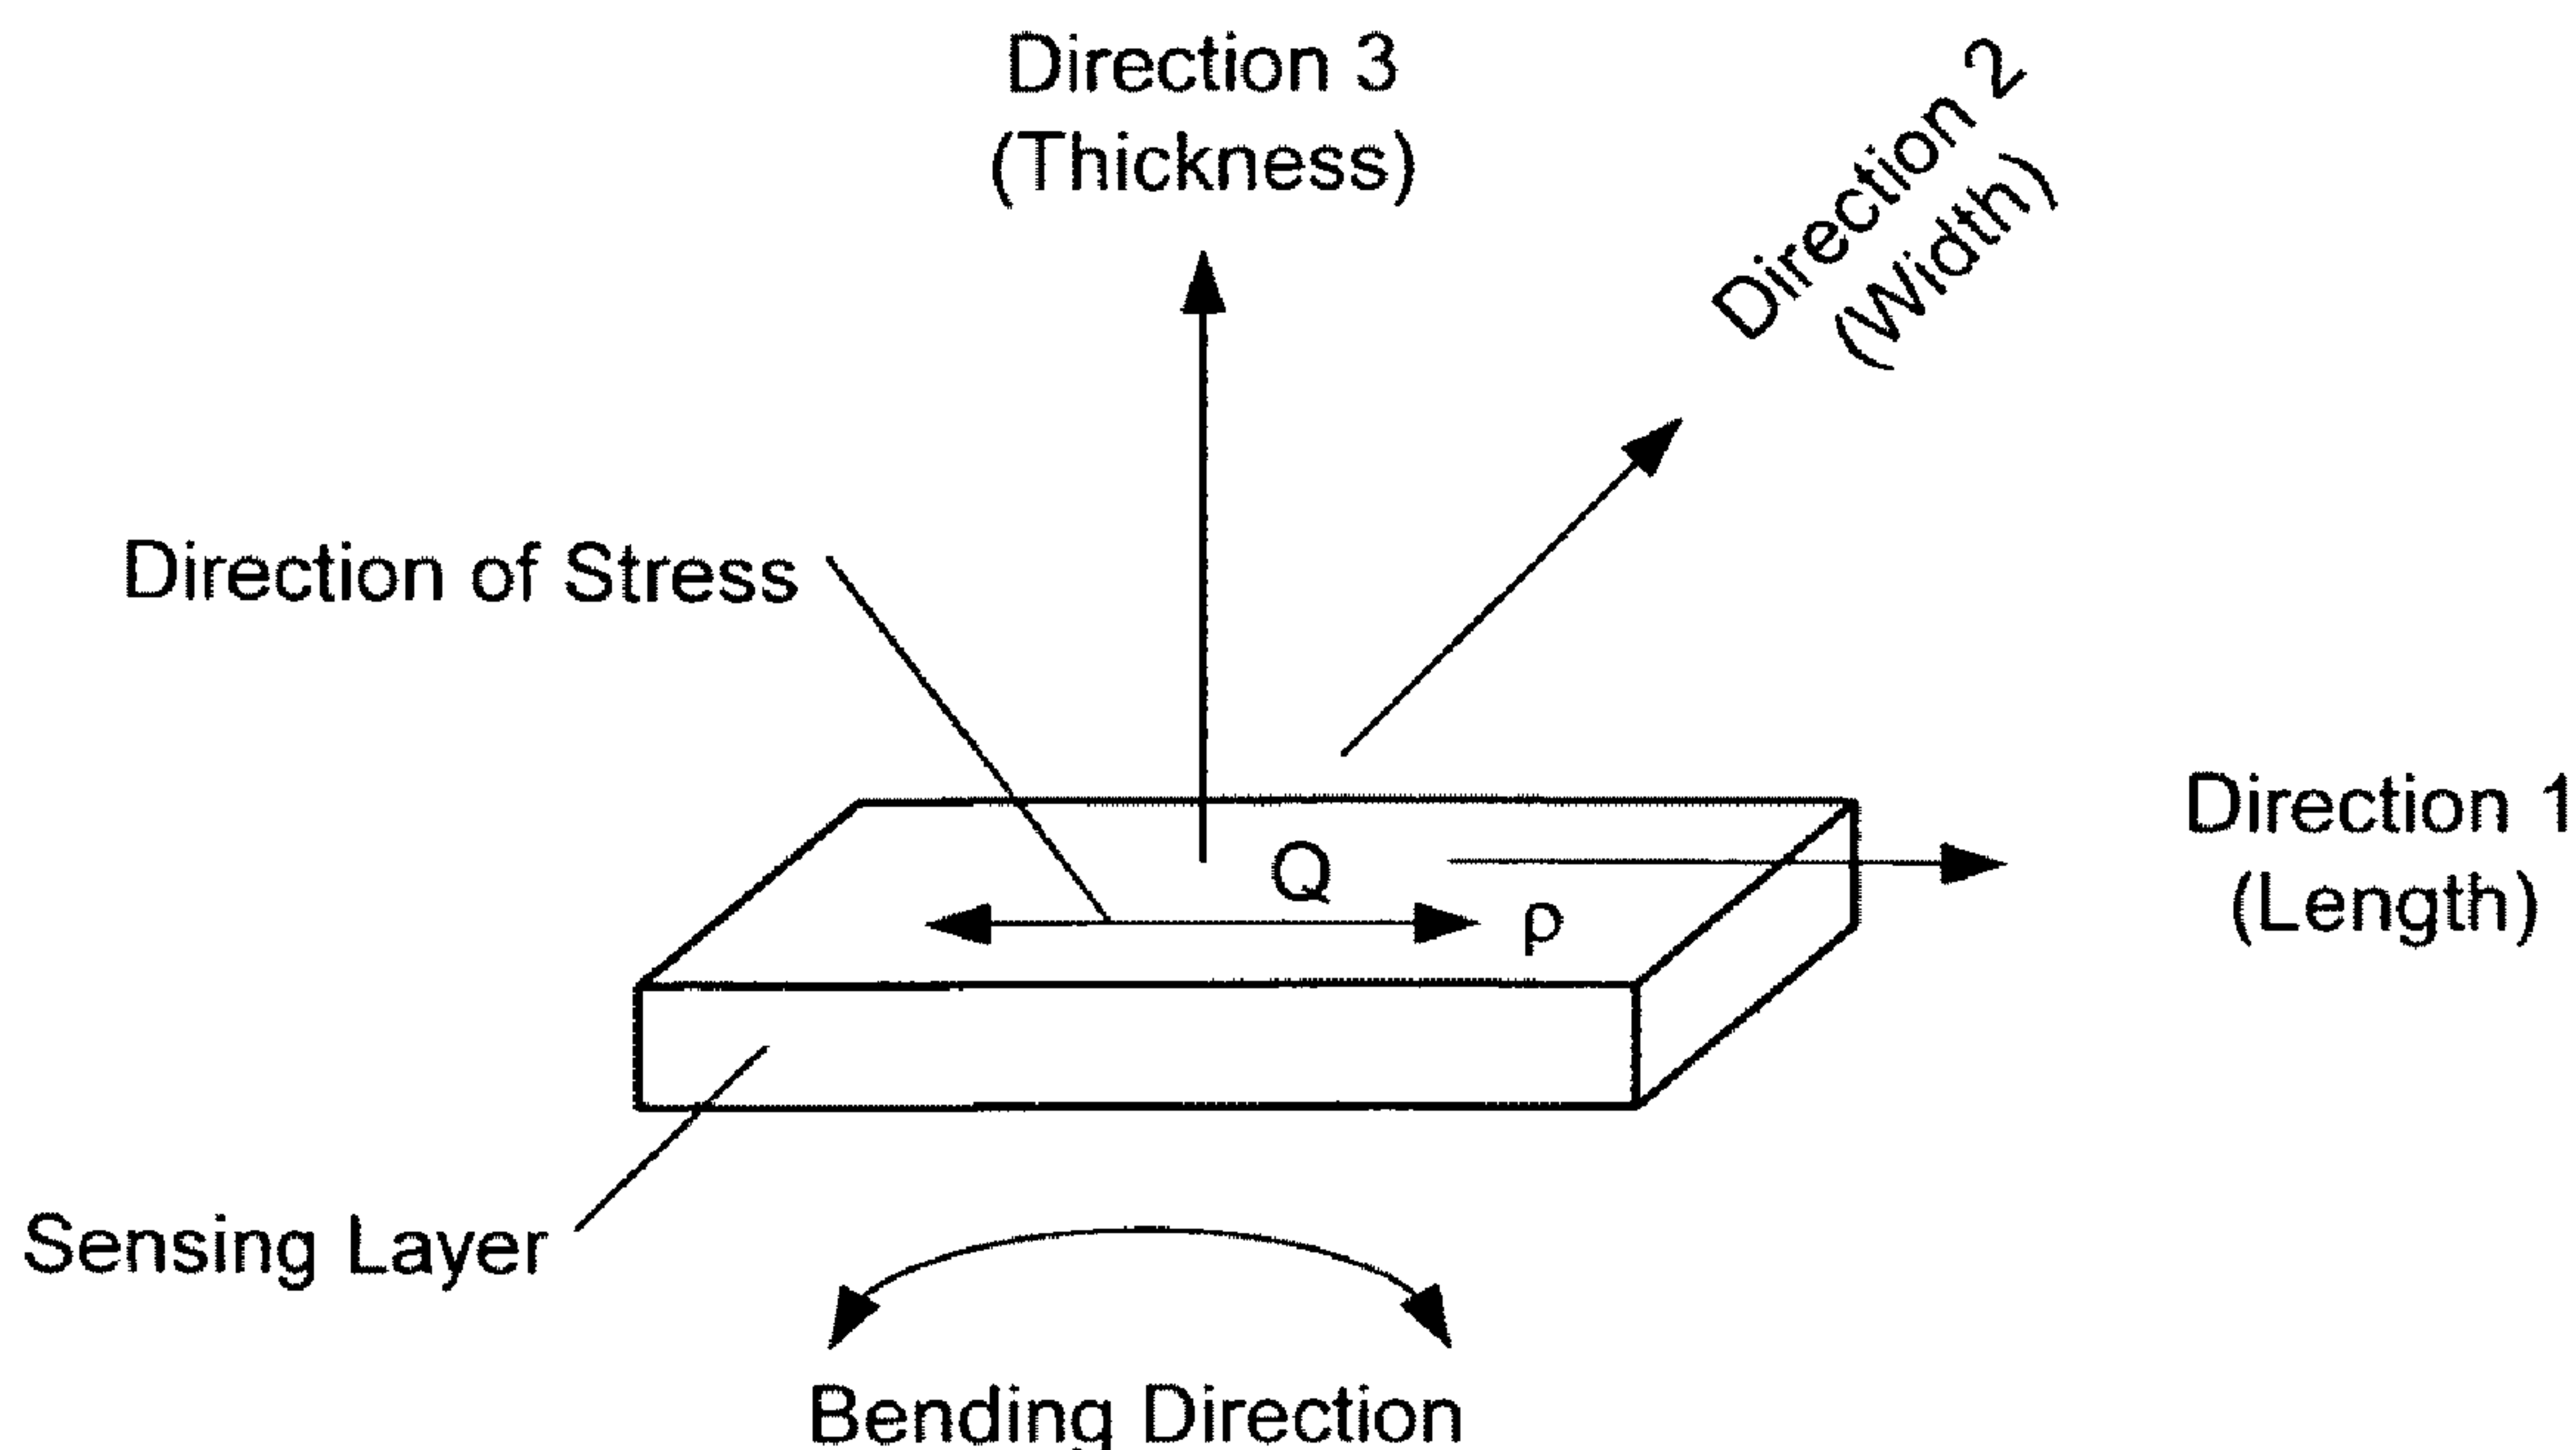 Direction 3
(Thickness)
Direction 2
(Width)
Direction of Stress
Direction 1
(Length)
Q
ρ
Sensing Layer
Bending Direction